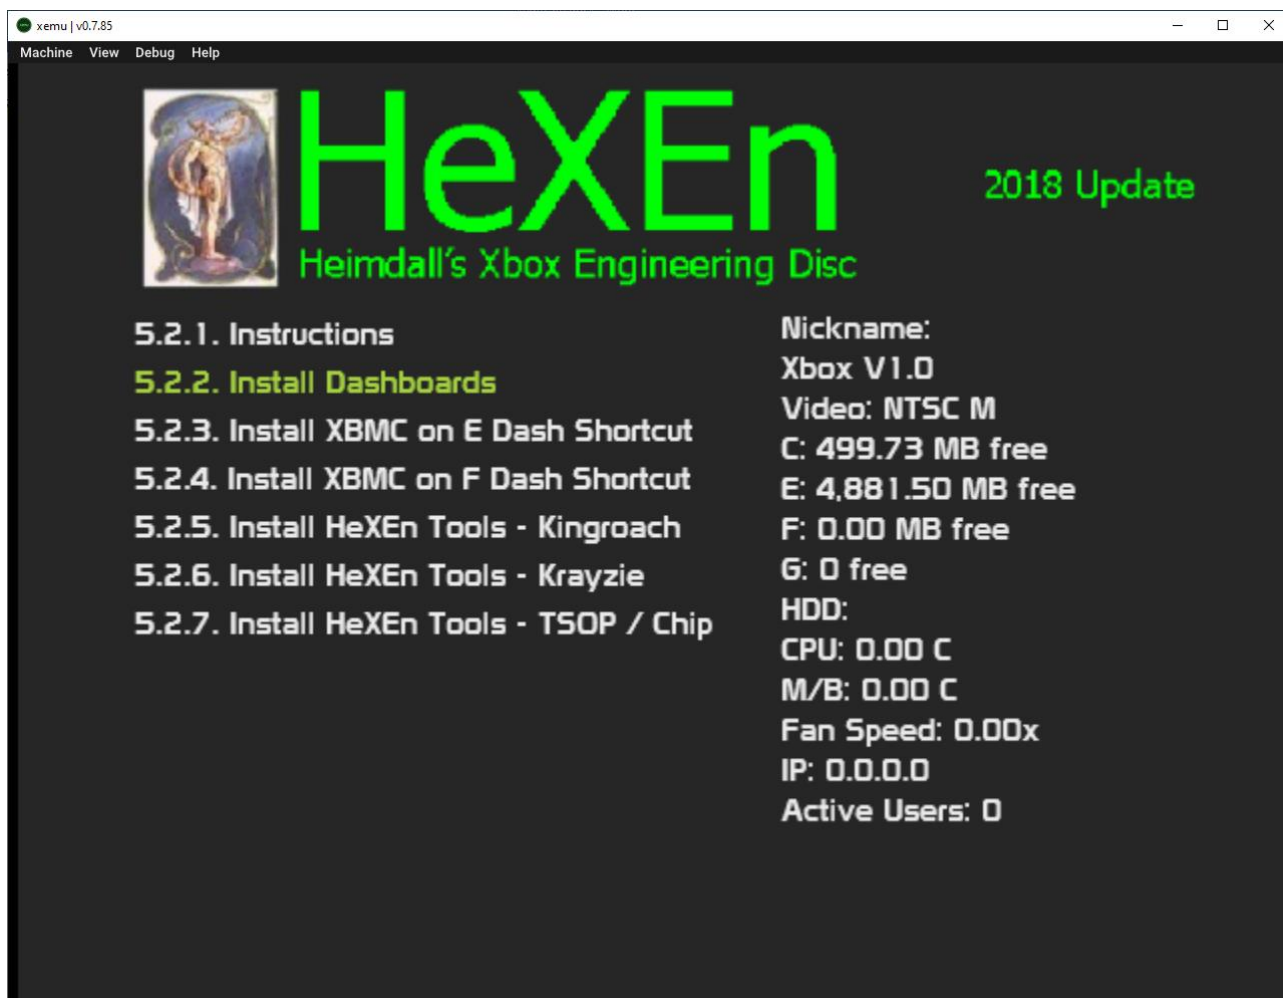 xemu | v0.7.85
Machine View Debug Help
HeXEn
2018 Update
Heimdall's Xbox Engineering Disc
5.2.1. Instructions
5.2.2. Install Dashboards
5.2.3. Install XBMC on E Dash Shortcut
5.2.4. Install XBMC on F Dash Shortcut
5.2.5. Install HeXEn Tools - Kingroach
5.2.6. Install HeXEn Tools - Krayzie
5.2.7. Install HeXEn Tools - TSOP / Chip
Nickname:
Xbox V1.0
Video: NTSC M
C: 499.73 MB free
E: 4,881.50 MB free
F: 0.00 MB free
G: 0 free
HDD:
CPU: 0.00 C
M/B: 0.00 C
Fan Speed: 0.00x
IP: 0.0.0.0
Active Users: 0